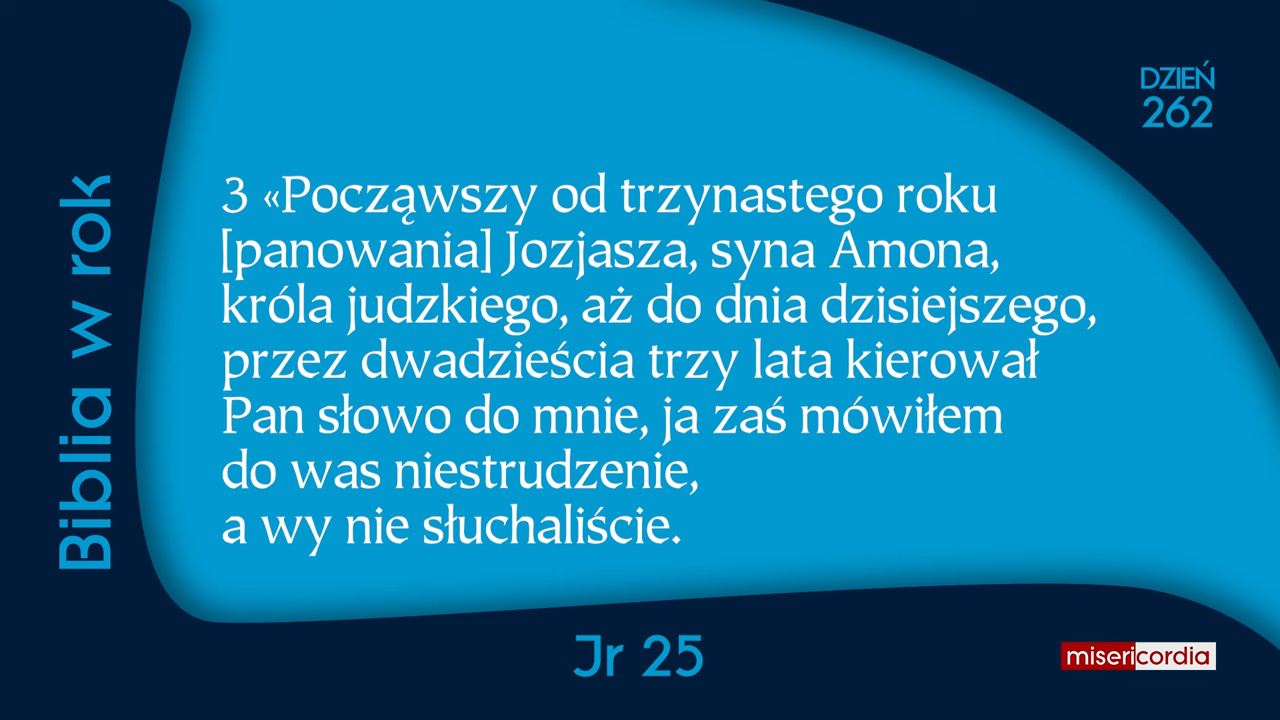 DZIEŃ
262
Biblia w rok
3 «Począwszy od trzynastego roku
[panowania] Jozjasza, syna Amona,
króla judzkiego, aż do dnia dzisiejszego,
przez dwadzieścia trzy lata kierował
Pan słowo do mnie, ja zaś mówiłem
do was niestrudzenie,
a wy nie słuchaliście.
Jr 25
misericordia